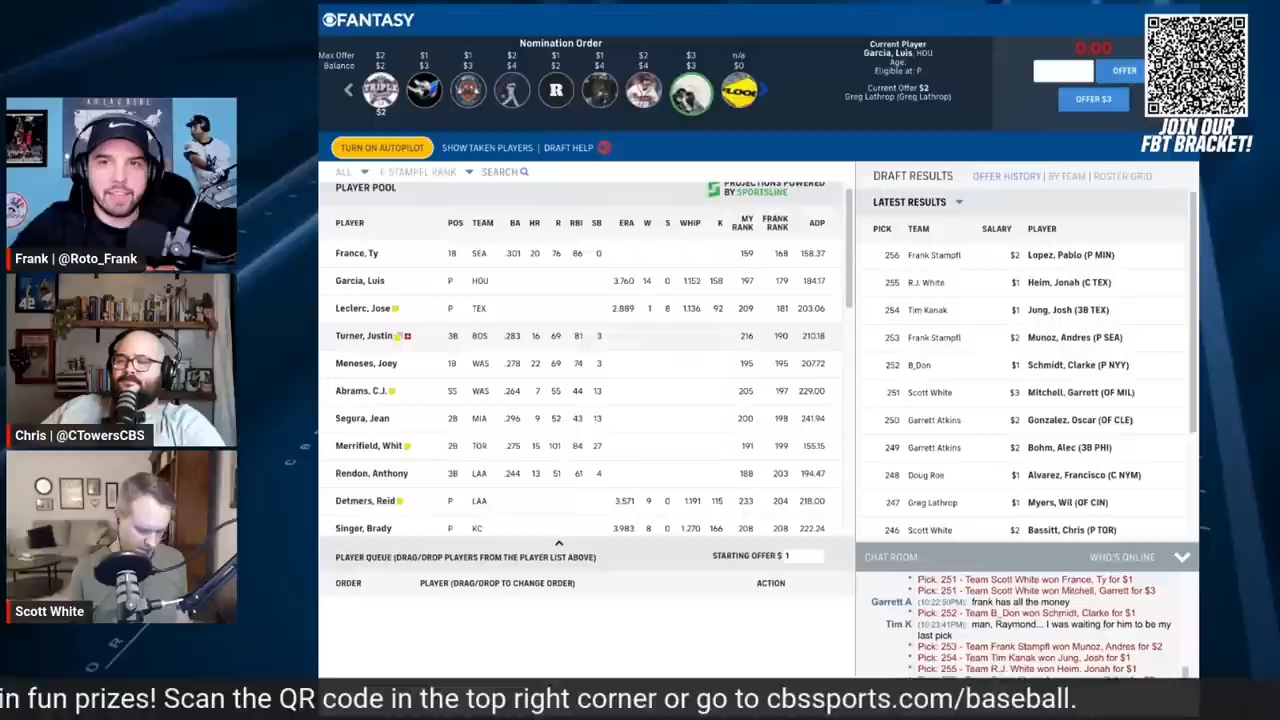 FANTASY
Nomination Order
Max Offer $2 $1 $1 $2 $1 $1 $2 $3 n/a
Balance $2 $3 $3 $4 $2 $4 $4 $3 $0
TRIPLE
R
$2
Current Player
Garcia, Luis, HOU
Age,
Eligible at: P
Current Offer $2
Greg Lathrop (Greg Lathrop)
0:00
OFFER
OFFER $3
JOIN OUR
FBT BRACKET!
TURN ON AUTOPILOT
SHOW TAKEN PLAYERS | DRAFT HELP
ALL
SEARCH
PLAYER POOL
PROJECTIONS POWERED
BY SPORTSLINE
PLAYER POS TEAM BA HR R RBI SB ERA W S WHIP K MY RANK FRANK RANK ADP
France, Ty 1B SEA .301 20 76 86 0 159 168 158.37
Garcia, Luis P HOU 3.760 14 0 1.152 158 197 179 184.17
Leclerc, Jose P TEX 2.889 1 8 1.136 92 209 181 203.06
Turner, Justin 3B BOS .283 16 69 81 3 216 190 210.18
Meneses, Joey 1B WAS .278 22 69 74 3 195 195 207.72
Abrams, C.J. SS WAS .264 7 55 44 13 205 197 229.00
Segura, Jean 2B MIA .296 9 52 43 13 200 198 241.94
Merrifield, Whit 2B TOR .275 15 101 84 27 191 199 155.15
Rendon, Anthony 3B LAA .244 13 51 61 4 188 203 194.47
Detmers, Reid P LAA 3.571 9 0 1.191 115 233 204 218.00
Singer, Brady P KC 3.983 8 0 1.270 166 208 208 222.24
PLAYER QUEUE (DRAG/DROP PLAYERS FROM THE PLAYER LIST ABOVE)
STARTING OFFER $ 1
ORDER PLAYER (DRAG/DROP TO CHANGE ORDER) ACTION
DRAFT RESULTS
OFFER HISTORY | BY TEAM | ROSTER GRID
LATEST RESULTS
PICK TEAM SALARY PLAYER
256 Frank Stampfl $2 Lopez, Pablo (P MIN)
255 R.J. White $1 Heim, Jonah (C TEX)
254 Tim Kanak $1 Jung, Josh (3B TEX)
253 Frank Stampfl $2 Munoz, Andres (P SEA)
252 B_Don $1 Schmidt, Clarke (P NYY)
251 Scott White $3 Mitchell, Garrett (OF MIL)
250 Garrett Atkins $2 Gonzalez, Oscar (OF CLE)
249 Garrett Atkins $2 Bohm, Alec (3B PHI)
248 Doug Roe $1 Alvarez, Francisco (C NYM)
247 Greg Lathrop $1 Myers, Wil (OF CIN)
246 Scott White $2 Bassitt, Chris (P TOR)
CHAT ROOM...
WHO'S ONLINE
* Pick: 251 - Team Scott White won France, Ty for $1
* Pick: 251 - Team Scott White won Mitchell, Garrett for $3
Garrett A (10:22:50PM): frank has all the money
* Pick: 252 - Team B_Don won Schmidt, Clarke for $1
Tim K (10:23:41PM): man, Raymond... I was waiting for him to be my
last pick
* Pick: 253 - Team Frank Stampfl won Munoz, Andres for $2
* Pick: 254 - Team Tim Kanak won Jung, Josh for $1
* Pick: 255 - Team R.J. White won Heim, Jonah for $1
Frank | @Roto_Frank
Chris | @CTowersCBS
Scott White
in fun prizes! Scan the QR code in the top right corner or go to cbssports.com/baseball.